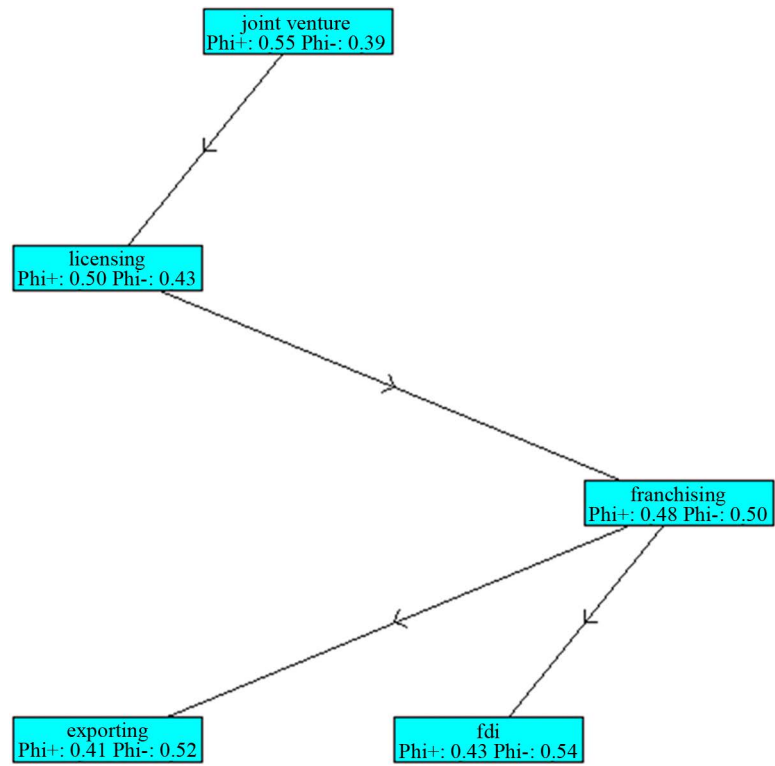 joint venture
Phi+: 0.55 Phi-: 0.39
licensing
Phi+: 0.50 Phi-: 0.43
franchising
Phi+: 0.48 Phi-: 0.50
exporting
Phi+: 0.41 Phi-: 0.52
fdi
Phi+: 0.43 Phi-: 0.54